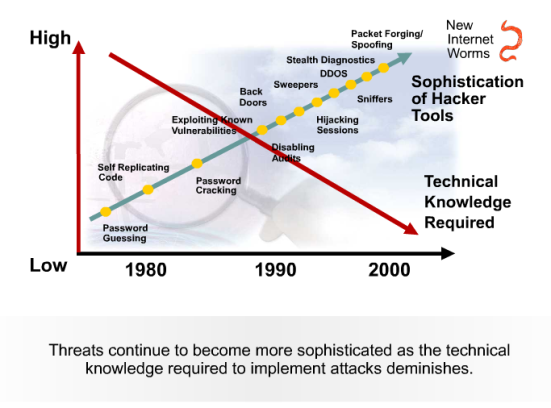 High
Packet Forging/
Spoofing
New
Internet
Worms
Stealth Diagnostics
DDOS
Sweepers
Sophistication
of Hacker
Tools
Back
Doors
Sniffers
Exploiting Known
Vulnerabilities
Hijacking
Sessions
Disabling
Audits
Self Replicating
Code
Password
Cracking
Technical
Knowledge
Required
Password
Guessing
Low
1980
1990
2000
Threats continue to become more sophisticated as the technical
knowledge required to implement attacks deminishes.